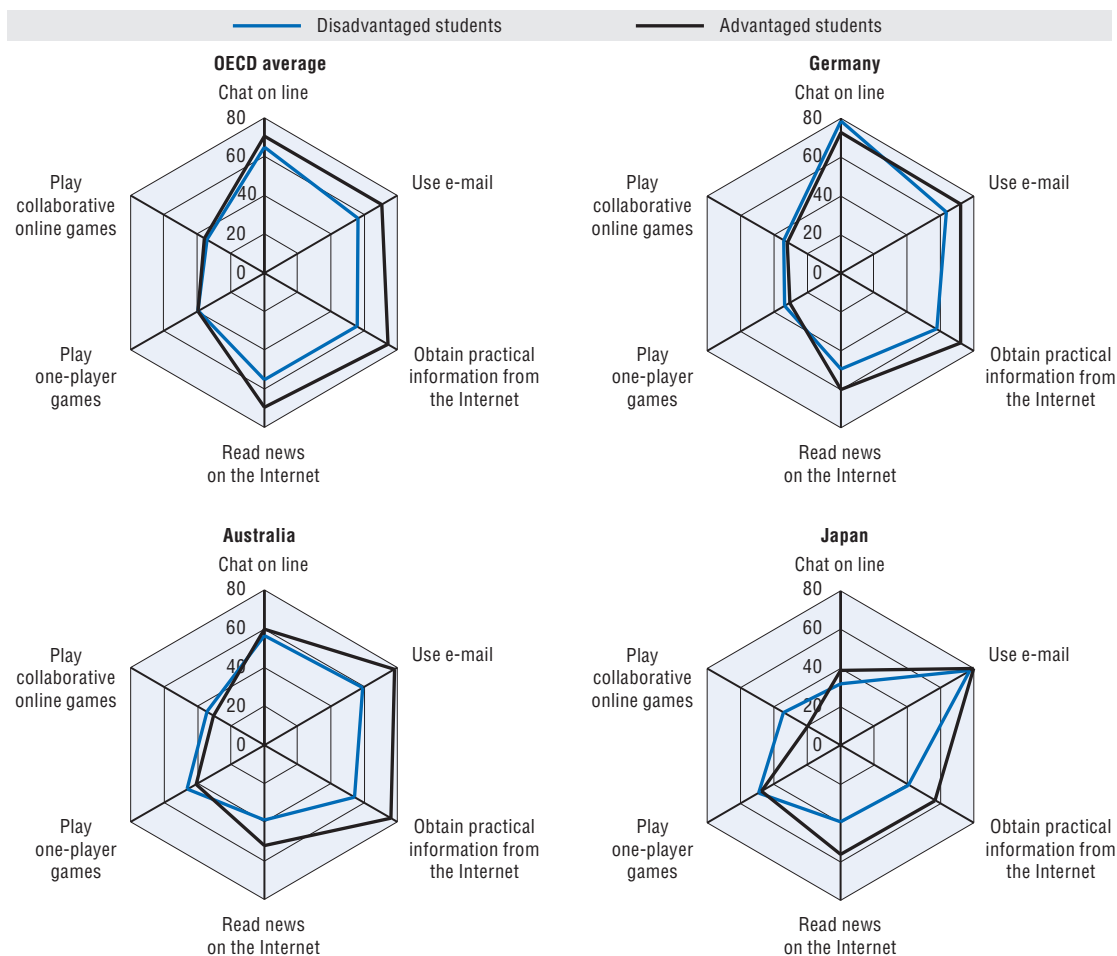 Disadvantaged students
Advantaged students
OECD average
Chat on line
80
60
40
20
0
Use e-mail
Obtain practical
information from
the Internet
Read news
on the Internet
Play
one-player
games
Play
collaborative
online games
Germany
Chat on line
80
60
40
20
0
Use e-mail
Obtain practical
information from
the Internet
Read news
on the Internet
Play
one-player
games
Play
collaborative
online games
Australia
Chat on line
80
60
40
20
0
Use e-mail
Obtain practical
information from
the Internet
Read news
on the Internet
Play
one-player
games
Play
collaborative
online games
Japan
Chat on line
80
60
40
20
0
Use e-mail
Obtain practical
information from
the Internet
Read news
on the Internet
Play
one-player
games
Play
collaborative
online games